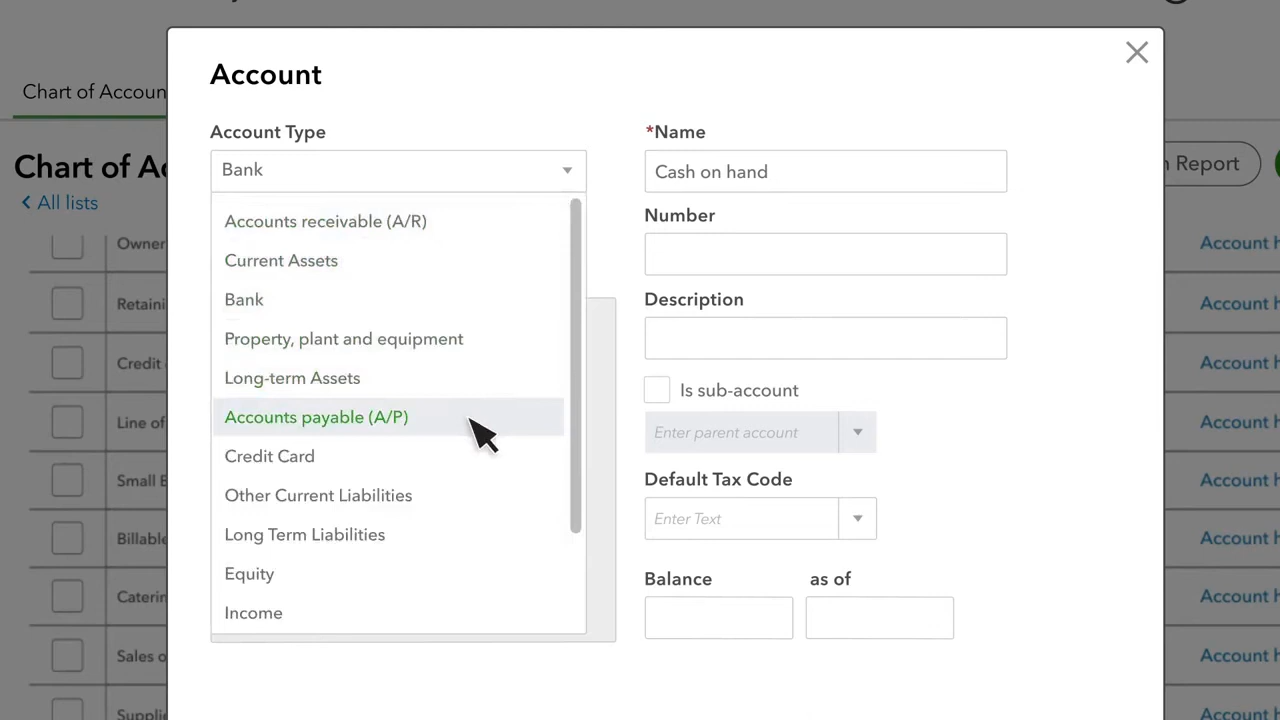 Account
Chart of Accoun
Account Type
*Name
Bank
Cash on hand
Chart of Ac
n Report
All lists
Accounts receivable (A/R)
Number
Owner
Account h
Current Assets
Bank
Description
Retaini
Account h
Property, plant and equipment
Credit
Account h
Long-term Assets
Is sub-account
Accounts payable (A/P)
Line of
Enter parent account
Account h
Credit Card
Default Tax Code
Small B
Account h
Other Current Liabilities
Enter Text
Long Term Liabilities
Billable
Account h
Equity
Balance
as of
Caterin
Account h
Income
Sales o
Account h
Supplie
Account h